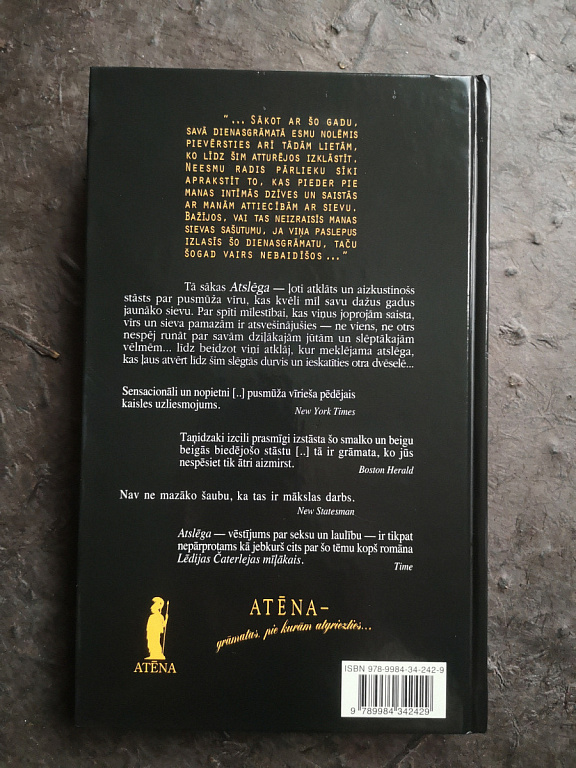 "... SĀKOT AR ŠO GADU,
SAVĀ DIENASGRĀMATĀ ESMU NOLĒMIS
PIEVĒRSTIES ARĪ TĀDĀM LIETĀM,
KO LĪDZ ŠIM ATTURĒJOS IZKLĀSTĪT.
NEESMU RADIS PĀRLIEKU SĪKI
APRAKSTĪT TO, KAS PIEDER PIE
MANAS INTĪMĀS DZĪVES UN SAISTĀS
AR MANĀM ATTIECĪBĀM AR SIEVU.
BAŽĪJOS, VAI TAS NEIZRAISĪS MANAS
SIEVAS SAŠUTUMU, JA VIŅA PASLEPUS
IZLASĪS ŠO DIENASGRĀMATU, TAČU
ŠOGAD VAIRS NEBAIDĪŠOS ..."
Tā sākas Atslēga — ļoti atklāts un aizkustinošs
stāsts par pusmūža vīru, kas kvēli mīl savu dažus gadus
jaunāko sievu. Par spīti mīlestībai, kas viņus joprojām saista,
vīrs un sieva pamazām ir atsvešinājušies — ne viens, ne otrs
nespēj runāt par savām dziļākajām jūtām un slēptākajām
vēlmēm... līdz beidzot viņi atklāj, kur meklējama atslēga,
kas ļaus atvērt līdz šim slēgtās durvis un ieskatīties otra dvēselē...
Sensacionāli un nopietni [..] pusmūža vīrieša pēdējais
kaisles uzliesmojums.
New York Times
Taņidzaki izcili prasmīgi izstāsta šo smalko un beigu
beigās biedējošo stāstu [..] tā ir grāmata, ko jūs
nespēsiet tik ātri aizmirst.
Boston Herald
Nav ne mazāko šaubu, ka tas ir mākslas darbs.
New Statesman
Atslēga — vēstījums par seksu un laulību — ir tikpat
nepārprotams kā jebkurš cits par šo tēmu kopš romāna
Lēdijas Čaterlejas mīļākais.
Time
ATĒNA–
grāmatas, pie kurām atgriezties...
ATĒNA
ISBN 978-9984-34-242-9
9 789984 342429